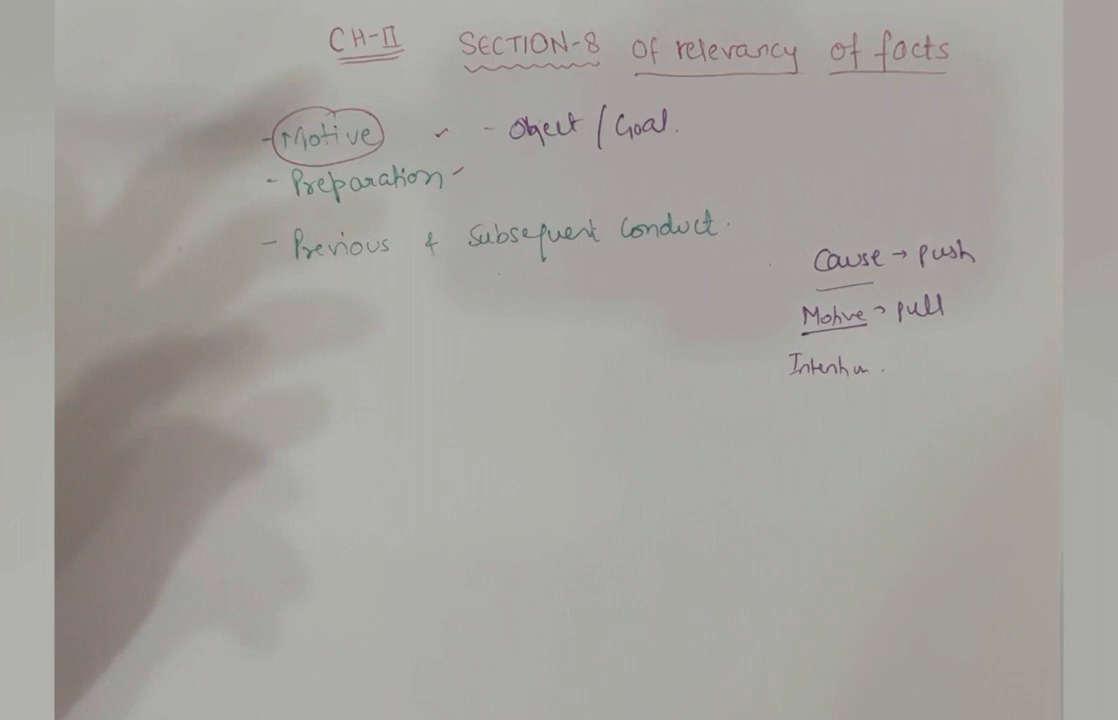 CH-II SECTION-8 Of relevancy of facts
- Motive - Object / Goal.
- Preparation
- Previous & Subsequent Conduct.
Cause → push
Motive → pull
Intention.